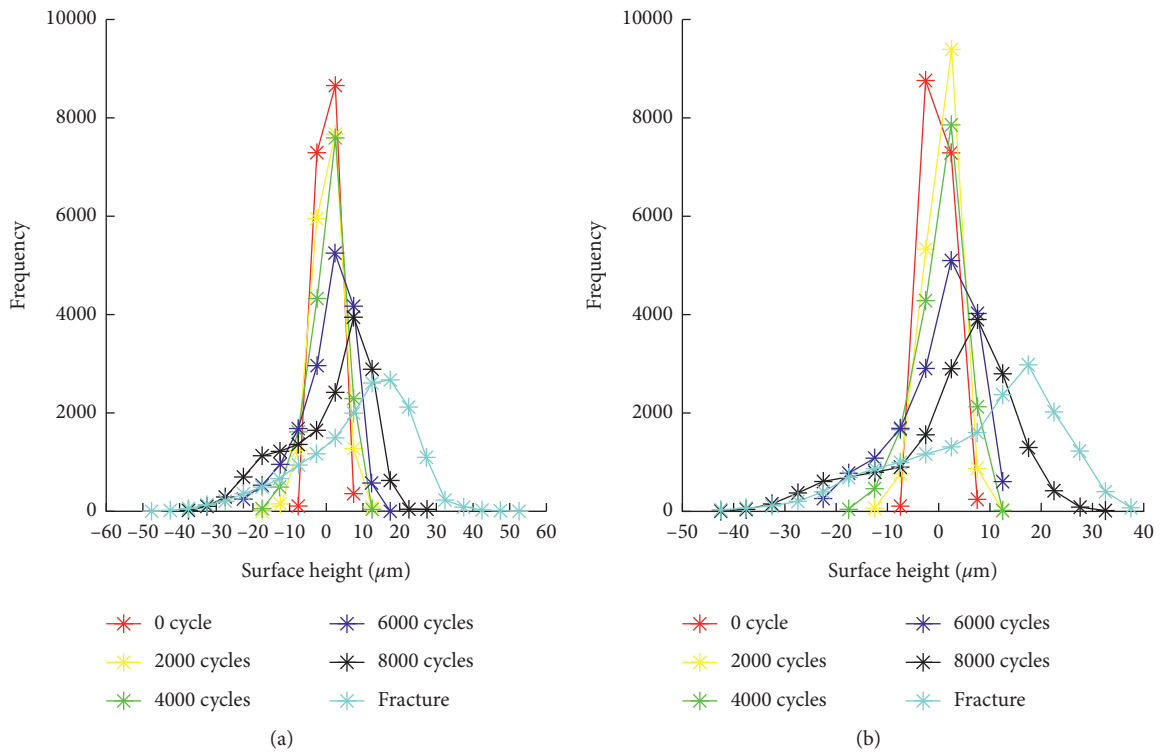 10000
8000
6000
4000
2000
0
Frequency
−60 −50 −40 −30 −20 −10 0 10 20 30 40 50 60
Surface height (μm)
0 cycle
2000 cycles
4000 cycles
6000 cycles
8000 cycles
Fracture
(a)
10000
8000
6000
4000
2000
0
Frequency
−50 −40 −30 −20 −10 0 10 20 30 40
Surface height (μm)
0 cycle
2000 cycles
4000 cycles
6000 cycles
8000 cycles
Fracture
(b)